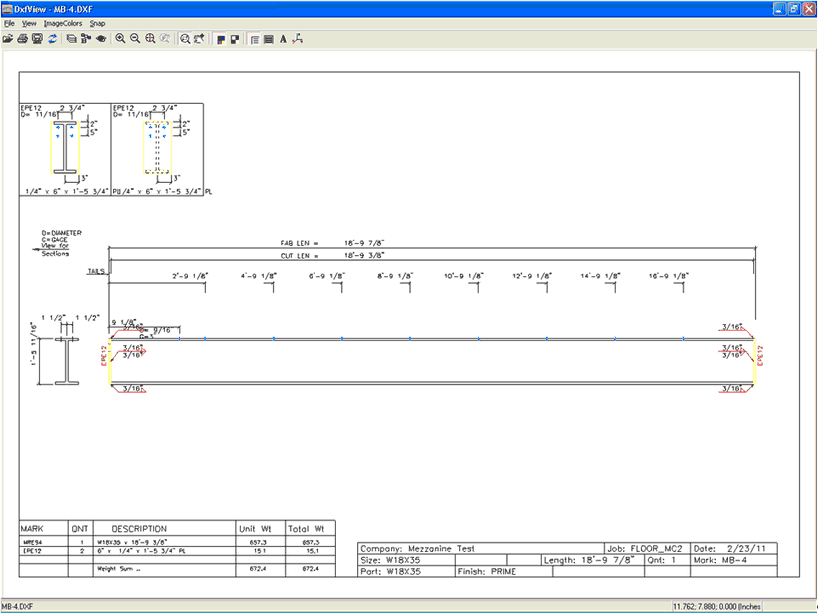 DxfView - MB-4.DXF
File View ImageColors Snap
EPE12 2 3/4"
D= 11/16"
2"
5"
3"
1/4" x 6" x 1'-5 3/4" PL
EPE12 2 3/4"
D= 11/16"
2"
5"
3"
1/4" x 6" x 1'-5 3/4" PL
D=DIAMETER
G=GAGE
View for
Sections
FAB LEN = 18'-9 7/8"
CUT LEN = 18'-9 3/8"
TAILS
2'-9 1/8" 4'-9 1/8" 6'-9 1/8" 8'-9 1/8" 10'-9 1/8" 12'-9 1/8" 14'-9 1/8" 16'-9 1/8"
1 1/2" 1 1/2"
1'-5 11/16"
9 1/8"
3/16"
D= 9/16
G=3"
3/16"
EPE12
3/16"
3/16"
3/16"
3/16"
3/16"
3/16"
EPE12
3/16"
MARK QNT DESCRIPTION Unit Wt Total Wt
1 W18X35 x 18'-9 3/8" 657.3 657.3
EPE12 2 6" x 1/4" x 1'-5 3/4" PL 15.1 15.1
Weight Sum .. 672.4 672.4
Company: Mezzanine Test Job: FLOOR_MC2 Date: 2/23/11
Size: W18X35 Length: 18'-9 7/8" Qnt: 1 Mark: MB-4
Part: W18X35 Finish: PRIME
MB-4.DXF 11.762; 7.880; 0.000 (Inches